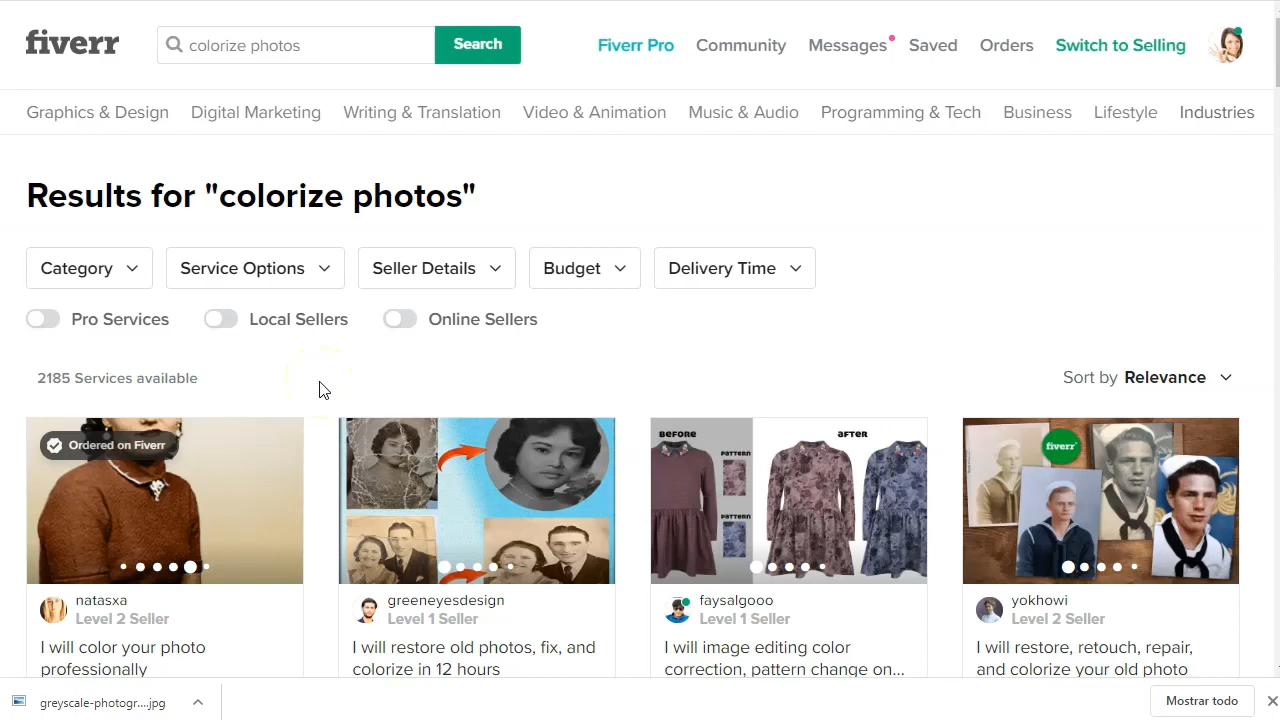 fiverr
colorize photos
Search
Fiverr Pro
Community
Messages
Saved
Orders
Switch to Selling
Graphics & Design
Digital Marketing
Writing & Translation
Video & Animation
Music & Audio
Programming & Tech
Business
Lifestyle
Industries
Results for "colorize photos"
Category
Service Options
Seller Details
Budget
Delivery Time
Pro Services
Local Sellers
Online Sellers
2185 Services available
Sort by Relevance
Ordered on Fiverr
BEFORE
AFTER
PATTERN
PATTERN
fiverr
natasxa
Level 2 Seller
I will color your photo
professionally
greeneyesdesign
Level 1 Seller
I will restore old photos, fix, and
colorize in 12 hours
faysalgooo
Level 1 Seller
I will image editing color
correction, pattern change on...
yokhowi
Level 2 Seller
I will restore, retouch, repair,
and colorize your old photo
greyscale-photogr....jpg
Mostrar todo